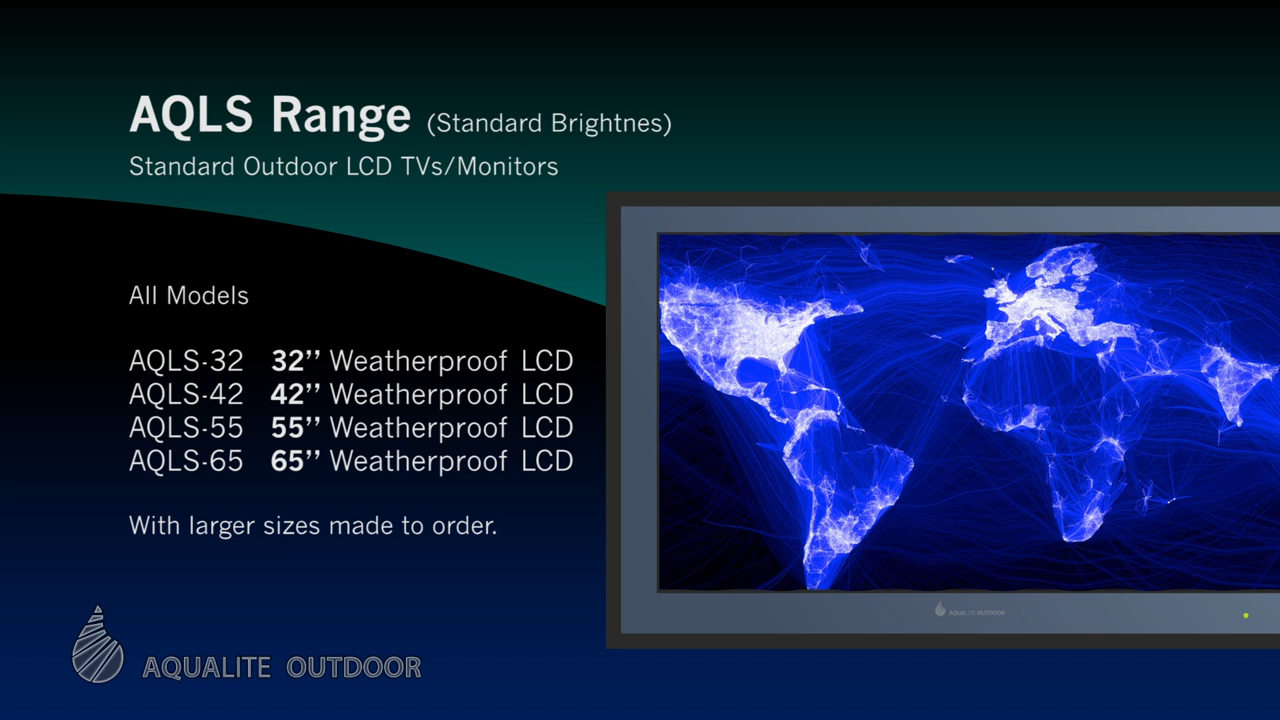 AQLS Range (Standard Brightnes)
Standard Outdoor LCD TVs/Monitors
All Models
AQLS-32 32’’ Weatherproof LCD
AQLS-42 42’’ Weatherproof LCD
AQLS-55 55’’ Weatherproof LCD
AQLS-65 65’’ Weatherproof LCD
With larger sizes made to order.
AQUALITE OUTDOOR
AQUALITE OUTDOOR